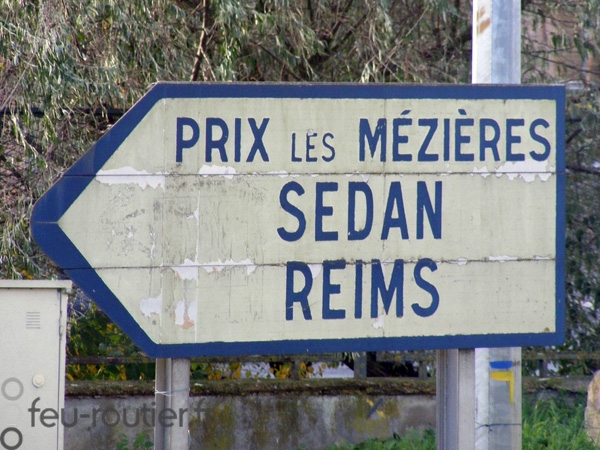 PRIX LES MÉZIÈRES
SEDAN
REIMS
feu-routier.fr